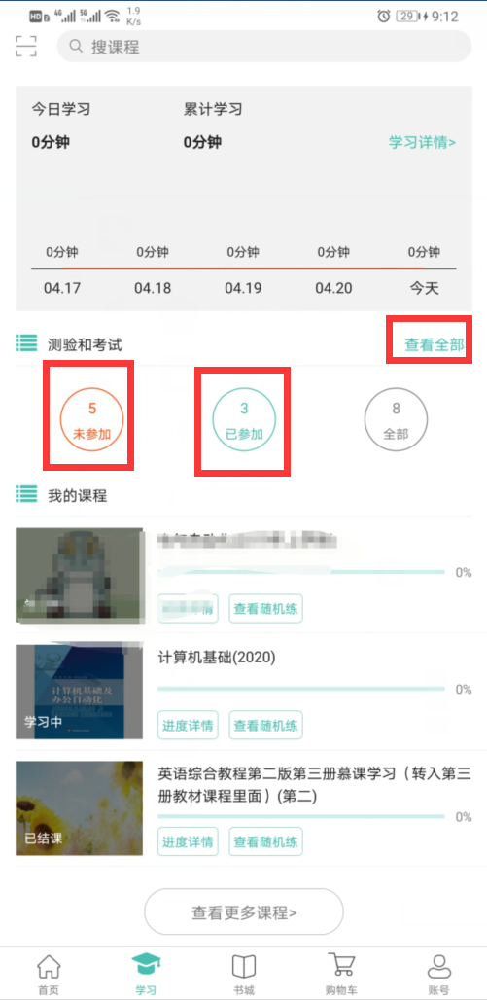 HD 2 4G 5G 1.9 K/s 29 9:12
搜课程
今日学习 累计学习
0分钟 0分钟 学习详情>
0分钟 0分钟 0分钟 0分钟 0分钟
04.17 04.18 04.19 04.20 今天
测验和考试 查看全部
5 3 8
未参加 已参加 全部
我的课程
0%
查看随机练
计算机基础(2020)
计算机基础及
办公自动化
0%
学习中
进度详情 查看随机练
英语综合教程第二版第三册慕课学习（转入第三
册教材课程里面）(第二)
0%
已结课
进度详情 查看随机练
查看更多课程>
首页 学习 书城 购物车 账号